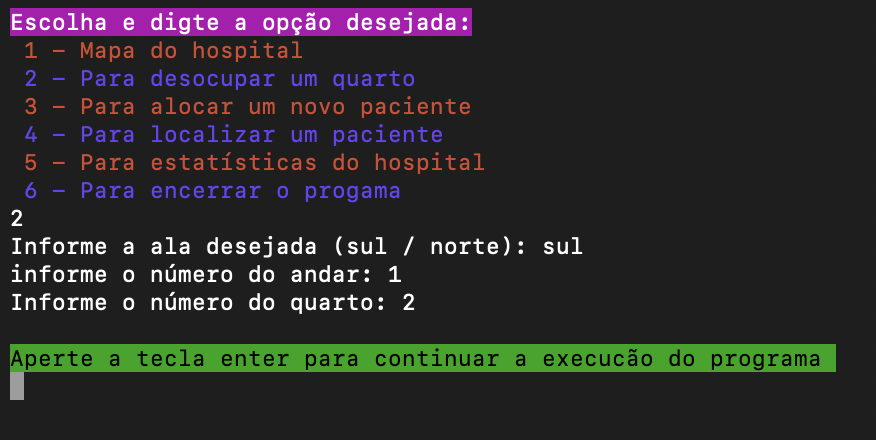 Escolha e digte a opção desejada:
1 – Mapa do hospital
2 – Para desocupar um quarto
3 – Para alocar um novo paciente
4 – Para localizar um paciente
5 – Para estatísticas do hospital
6 – Para encerrar o progama
2
Informe a ala desejada (sul / norte): sul
informe o número do andar: 1
Informe o número do quarto: 2
Aperte a tecla enter para continuar a execucão do programa